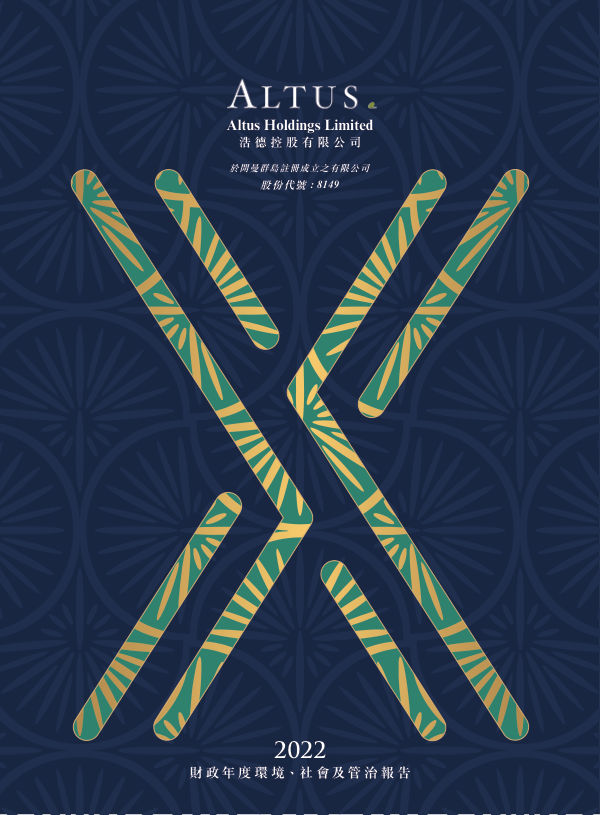 ALTUS
Altus Holdings Limited
浩德控股有限公司
於開曼群島註冊成立之有限公司
股份代號：8149
2022
財政年度環境、社會及管治報告